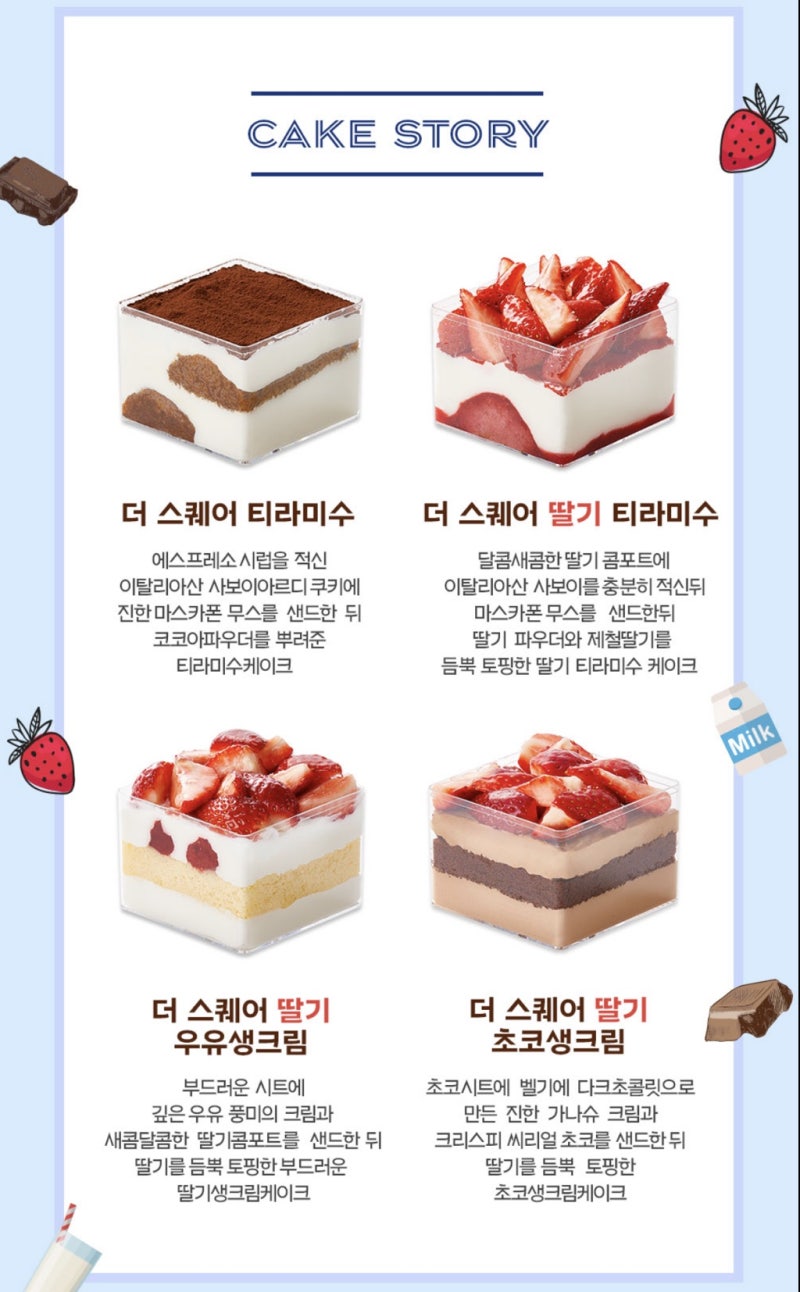 CAKE STORY
더 스퀘어 티라미수
에스프레소 시럽을 적신
이탈리아산 사보이아르디 쿠키에
진한 마스카폰 무스를 샌드한 뒤
코코아파우더를 뿌려준
티라미수케이크
더 스퀘어 딸기 티라미수
달콤새콤한 딸기 콤포트에
이탈리아산 사보이를 충분히 적신뒤
마스카폰 무스를 샌드한뒤
딸기 파우더와 제철딸기를
듬뿍 토핑한 딸기 티라미수 케이크
Milk
더 스퀘어 딸기
우유생크림
부드러운 시트에
깊은 우유 풍미의 크림과
새콤달콤한 딸기콤포트를 샌드한 뒤
딸기를 듬뿍 토핑한 부드러운
딸기생크림케이크
더 스퀘어 딸기
초코생크림
초코시트에 벨기에 다크초콜릿으로
만든 진한 가나슈 크림과
크리스피 씨리얼 초코를 샌드한 뒤
딸기를 듬뿍 토핑한
초코생크림케이크